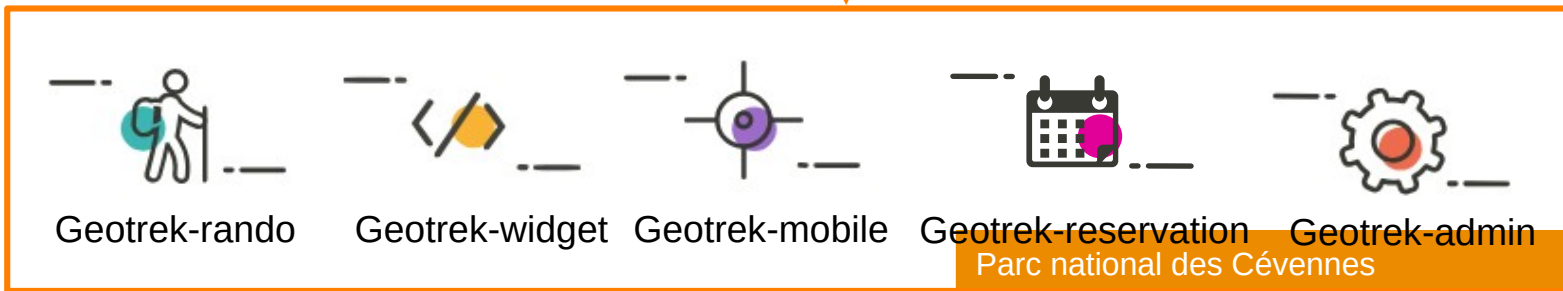 Geotrek-rando Geotrek-widget Geotrek-mobile Geotrek-reservation Geotrek-admin
Parc national des Cévennes